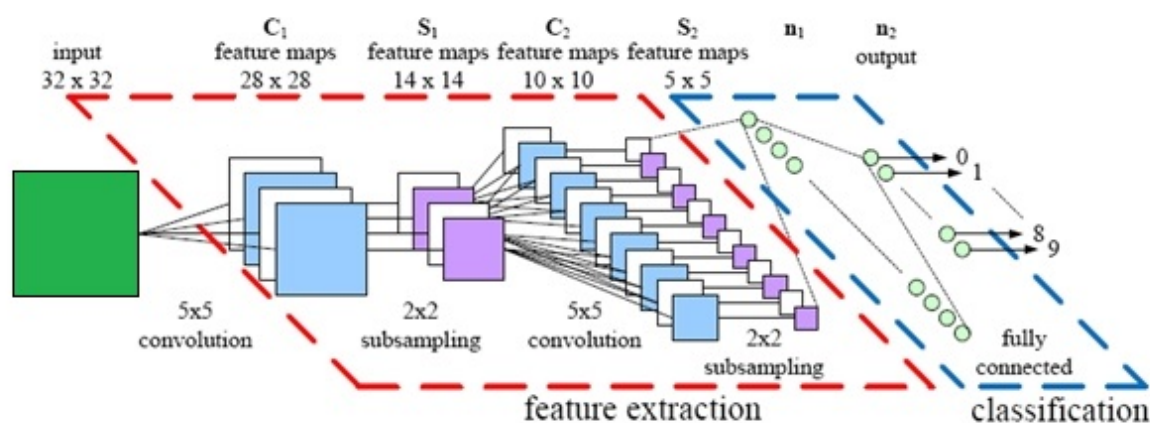 C₁
S₁
C₂
S₂
n₁
n₂
input
feature maps
feature maps
feature maps
feature maps
output
32 x 32
28 x 28
14 x 14
10 x 10
5 x 5
0
1
8
9
5x5
convolution
2x2
subsampling
5x5
convolution
2x2
subsampling
fully
connected
feature extraction
classification